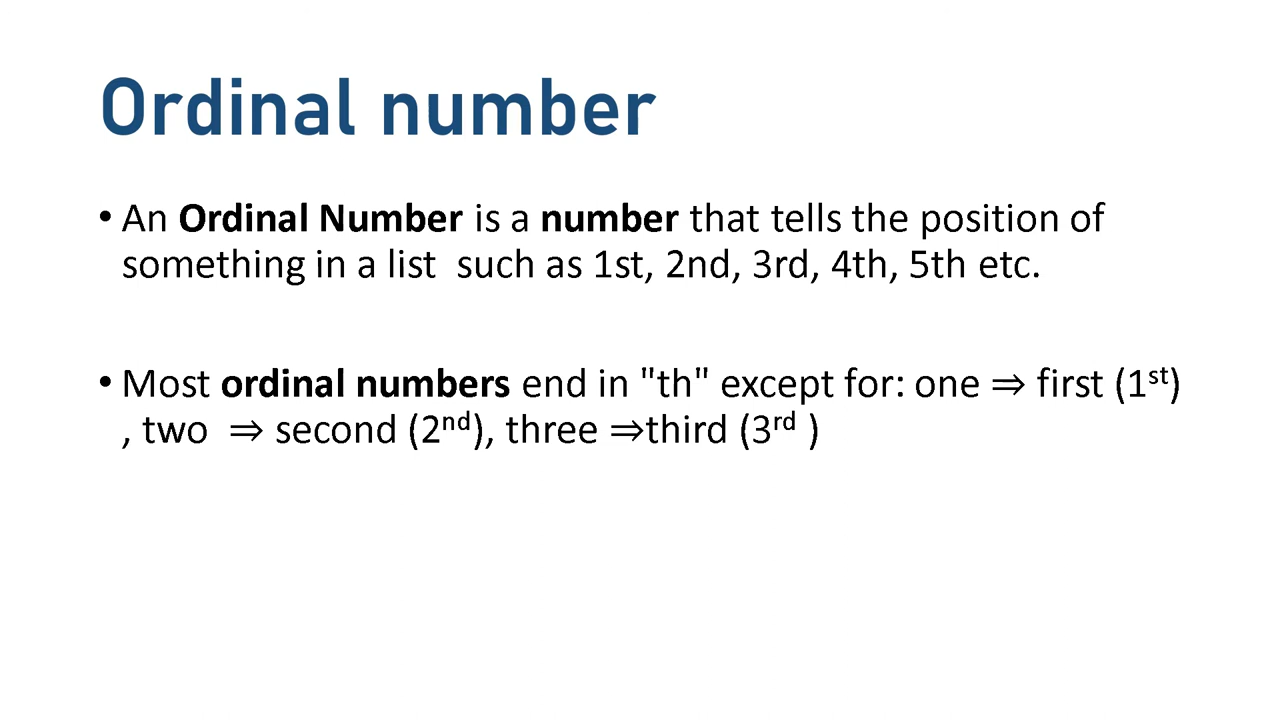 Ordinal number
• An Ordinal Number is a number that tells the position of
something in a list  such as 1st, 2nd, 3rd, 4th, 5th etc.
• Most ordinal numbers end in "th" except for: one ⇒ first (1st)
, two  ⇒ second (2nd), three ⇒third (3rd )